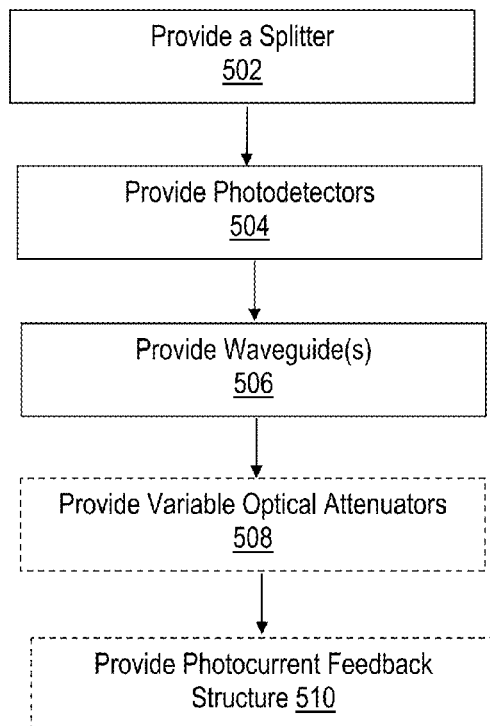 Provide a Splitter
502
Provide Photodetectors
504
Provide Waveguide(s)
506
Provide Variable Optical Attenuators
508
Provide Photocurrent Feedback
Structure 510